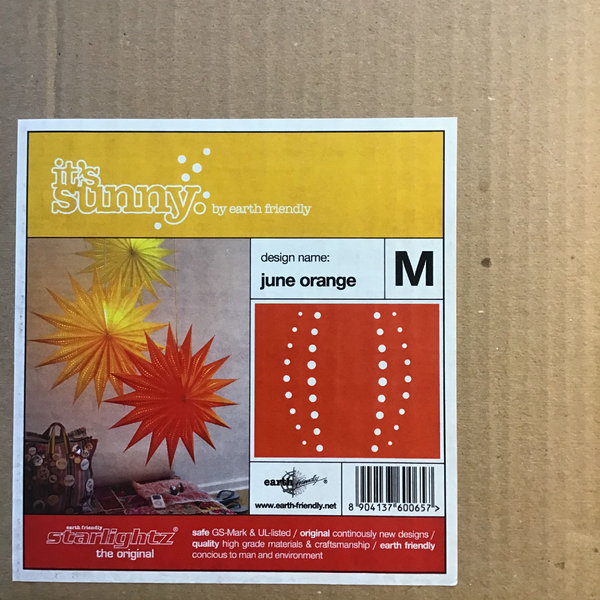 it's
sunny.
by earth friendly
design name:
june orange
M
earth friendly ®
www.earth-friendly.net
8 904137 600657 >
earth friendly
starlightz®
the original
safe GS-Mark & UL-listed / original continously new designs /
quality high grade materials & craftsmanship / earth friendly
concious to man and environment